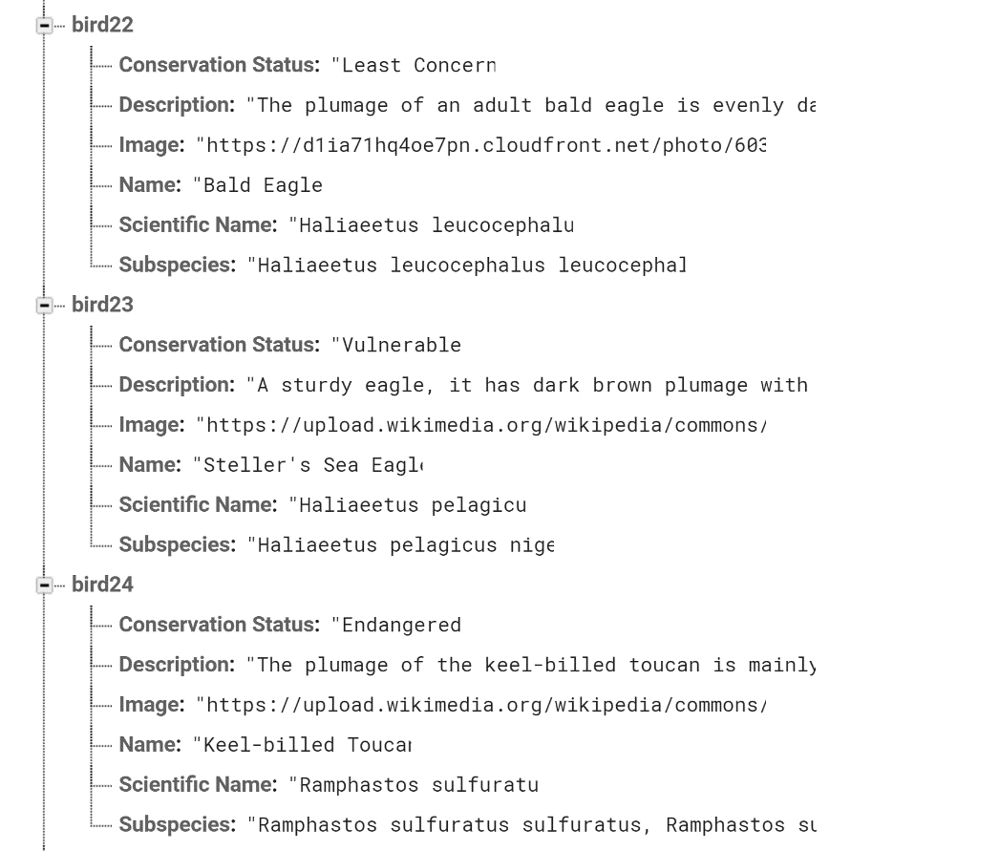 bird22
Conservation Status: "Least Concern
Description: "The plumage of an adult bald eagle is evenly da
Image: "https://d1ia71hq4oe7pn.cloudfront.net/photo/603
Name: "Bald Eagle
Scientific Name: "Haliaeetus leucocephalu
Subspecies: "Haliaeetus leucocephalus leucocephal
bird23
Conservation Status: "Vulnerable
Description: "A sturdy eagle, it has dark brown plumage with
Image: "https://upload.wikimedia.org/wikipedia/commons/
Name: "Steller's Sea Eagle
Scientific Name: "Haliaeetus pelagicu
Subspecies: "Haliaeetus pelagicus nige
bird24
Conservation Status: "Endangered
Description: "The plumage of the keel-billed toucan is mainly
Image: "https://upload.wikimedia.org/wikipedia/commons/
Name: "Keel-billed Toucan
Scientific Name: "Ramphastos sulfuratu
Subspecies: "Ramphastos sulfuratus sulfuratus, Ramphastos su